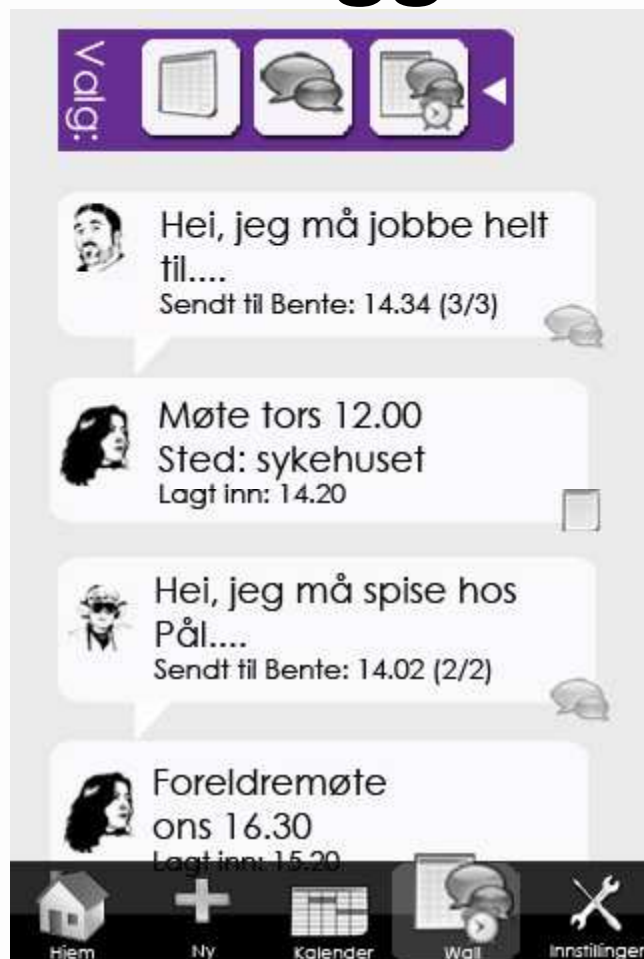 Valg:
Hei, jeg må jobbe helt
til....
Sendt til Bente: 14.34 (3/3)
Møte tors 12.00
Sted: sykehuset
Lagt inn: 14.20
Hei, jeg må spise hos
Pål....
Sendt til Bente: 14.02 (2/2)
Foreldremøte
ons 16.30
Lagt inn: 15.20
Hjem
Ny
Kalender
Wall
Innstillinger